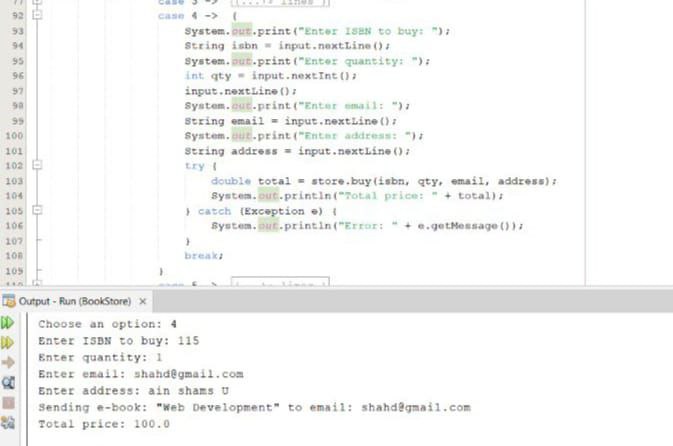 77 case 3 -> {...17 lines }
92 case 4 -> {
93 System.out.print("Enter ISBN to buy: ");
94 String isbn = input.nextLine();
95 System.out.print("Enter quantity: ");
96 int qty = input.nextInt();
97 input.nextLine();
98 System.out.print("Enter email: ");
99 String email = input.nextLine();
100 System.out.print("Enter address: ");
101 String address = input.nextLine();
102 try {
103 double total = store.buy(isbn, qty, email, address);
104 System.out.println("Total price: " + total);
105 } catch (Exception e) {
106 System.out.println("Error: " + e.getMessage());
107 }
108 break;
109 }
Output - Run (BookStore) ×
Choose an option: 4
Enter ISBN to buy: 115
Enter quantity: 1
Enter email: shahd@gmail.com
Enter address: ain shams U
Sending e-book: "Web Development" to email: shahd@gmail.com
Total price: 100.0